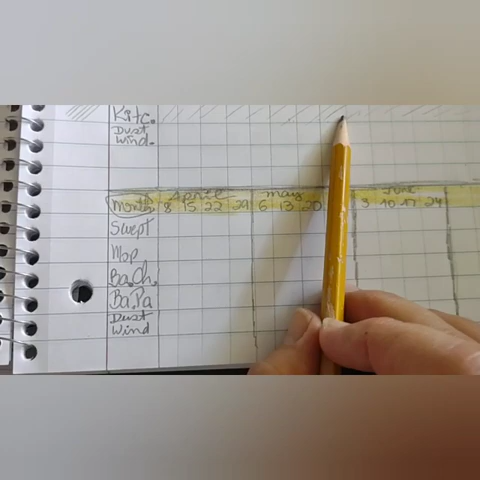 Kitc.
Dust
Wind.
April may June
Month 8 15 22 29 6 13 20 3 10 17 24
Swept
Mop
Ba.Ch.
Ba.Pa
Dust
Wind